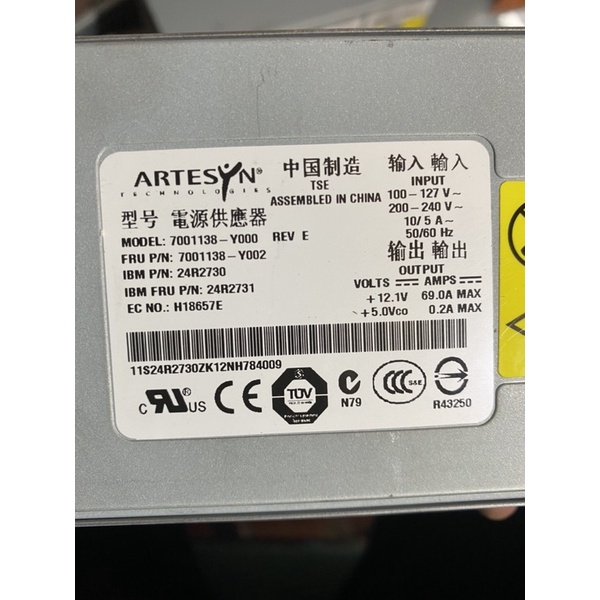 ARTESYN®
TECHNOLOGIES
中国制造
TSE
ASSEMBLED IN CHINA
型号 電源供應器
MODEL: 7001138-Y000 REV E
FRU P/N: 7001138-Y002
IBM P/N: 24R2730
IBM FRU P/N: 24R2731
EC NO.: H18657E
输入 輸入
INPUT
100-127 V~
200-240 V~
10/ 5 A~
50/60 Hz
输出 輸出
OUTPUT
VOLTS AMPS
+12.1V 69.0A MAX
+5.0Vco 0.2A MAX
11S24R2730ZK12NH784009
c RU US
CE
TÜV
N79
CCC S&E
R43250